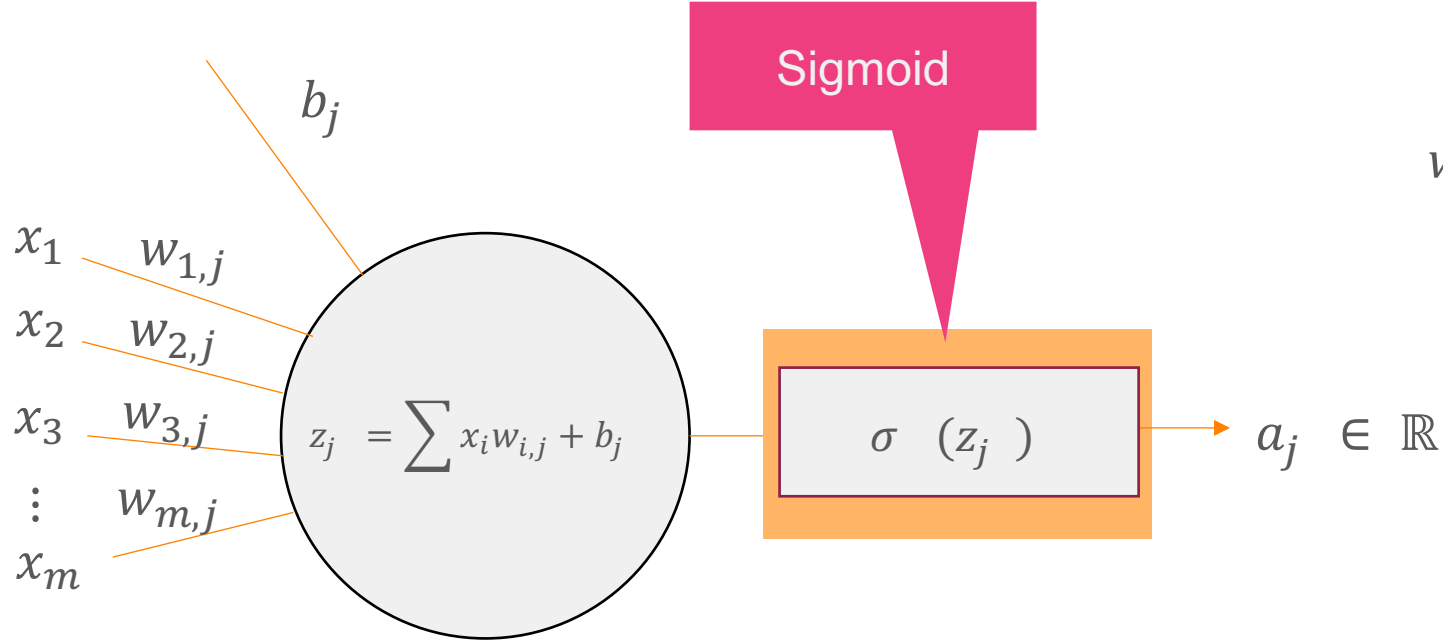 Sigmoid
b_j
x_1 w_{1,j}
x_2 w_{2,j}
x_3 w_{3,j}
⋮ w_{m,j}
x_m
z_j = ∑ x_i w_{i,j} + b_j
σ (z_j )
a_j ∈ ℝ